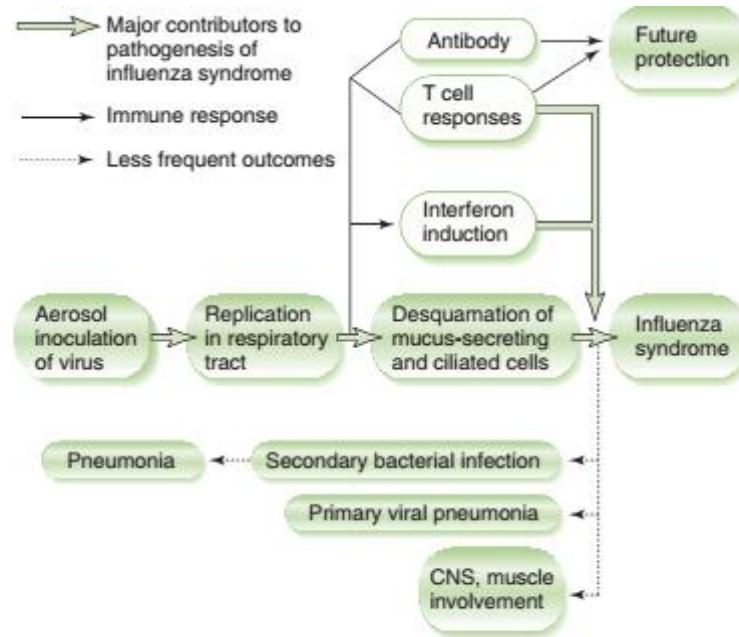 Major contributors to
pathogenesis of
influenza syndrome
Immune response
Less frequent outcomes
Antibody
T cell
responses
Future
protection
Interferon
induction
Aerosol
inoculation
of virus
Replication
in respiratory
tract
Desquamation of
mucus-secreting
and ciliated cells
Influenza
syndrome
Pneumonia
Secondary bacterial infection
Primary viral pneumonia
CNS, muscle
involvement